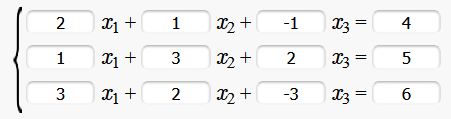 2 x₁ + 1 x₂ + -1 x₃ = 4
1 x₁ + 3 x₂ + 2 x₃ = 5
3 x₁ + 2 x₂ + -3 x₃ = 6